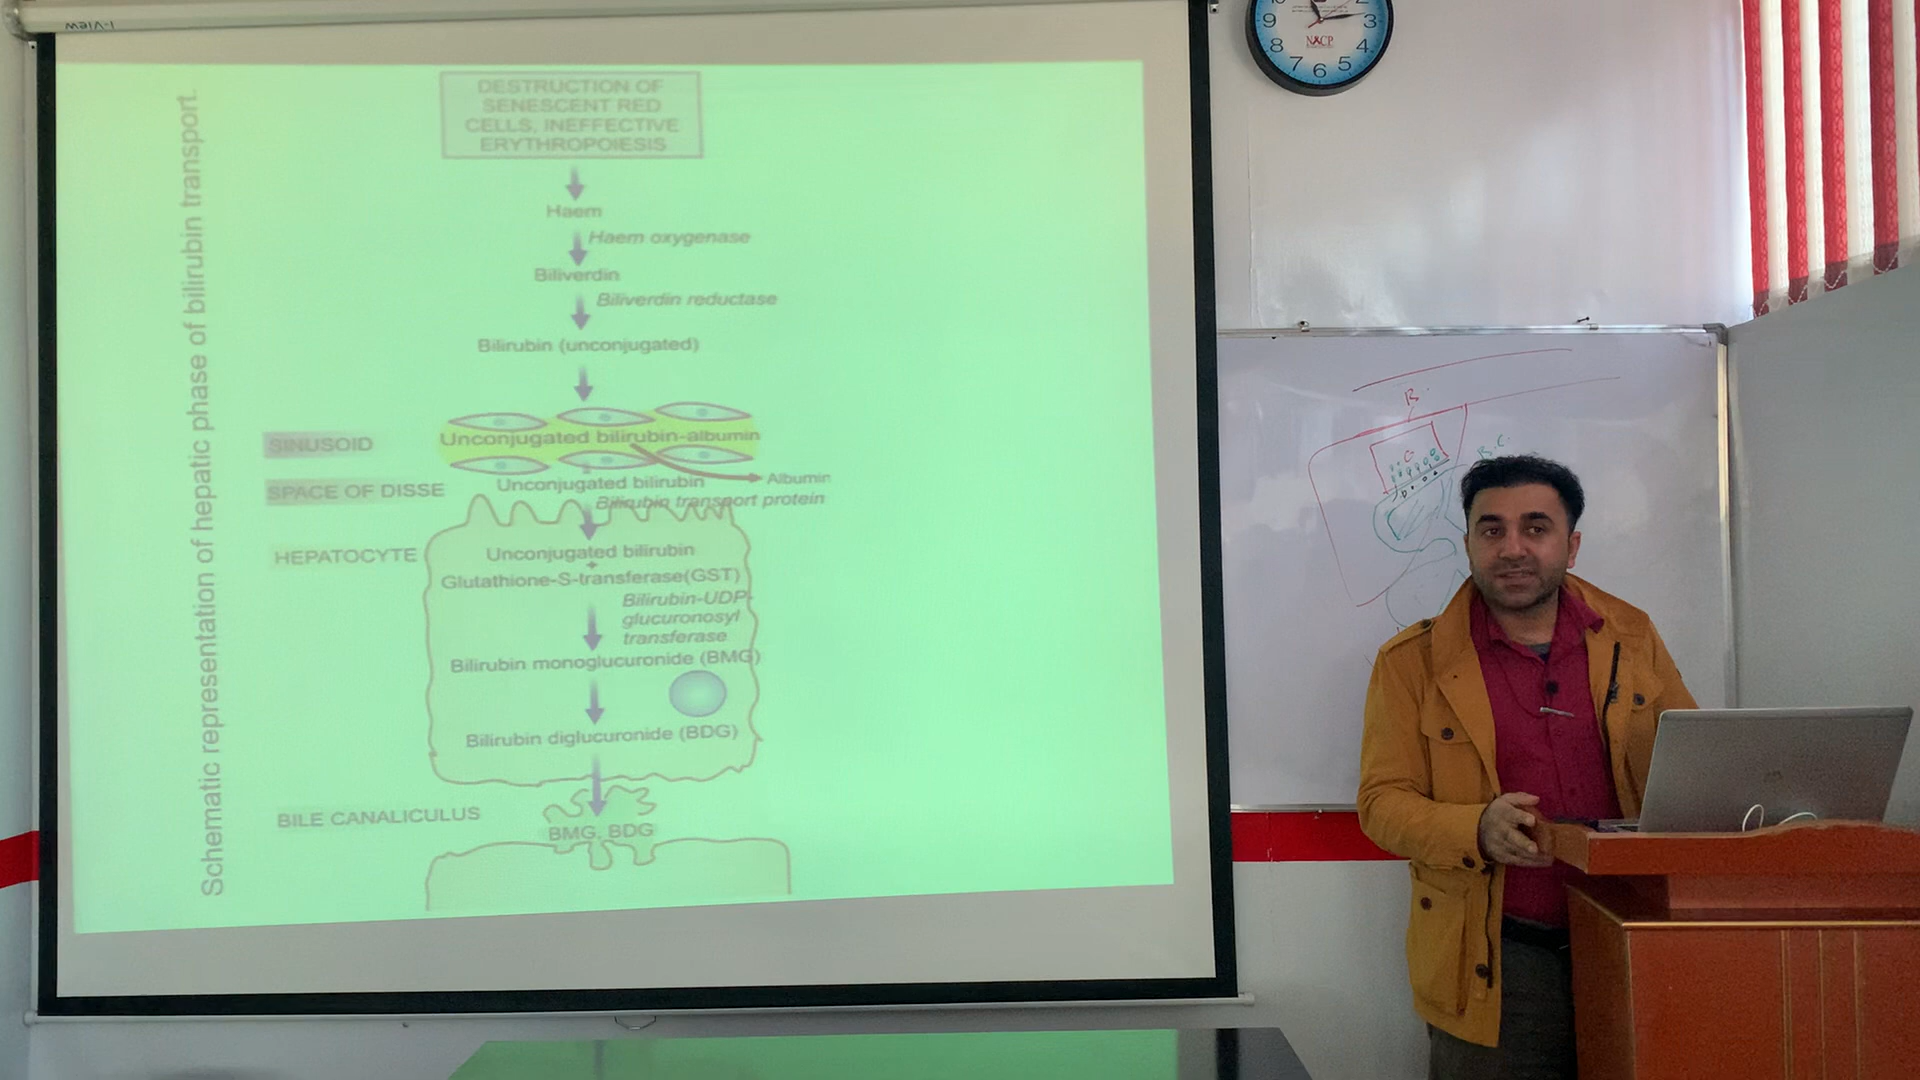 I-View
Schematic representation of hepatic phase of bilirubin transport.
DESTRUCTION OF
SENESCENT RED
CELLS, INEFFECTIVE
ERYTHROPOIESIS
Haem
Haem oxygenase
Biliverdin
Biliverdin reductase
Bilirubin (unconjugated)
SINUSOID
Unconjugated bilirubin-albumin
Albumin
SPACE OF DISSE
Unconjugated bilirubin
Bilirubin transport protein
HEPATOCYTE
Unconjugated bilirubin
+
Glutathione-S-transferase(GST)
Bilirubin-UDP-
glucuronosyl
transferase
Bilirubin monoglucuronide (BMG)
Bilirubin diglucuronide (BDG)
BILE CANALICULUS
BMG, BDG
10 2
9 3
8 4
7 6 5
NACP
B
C
B.C.